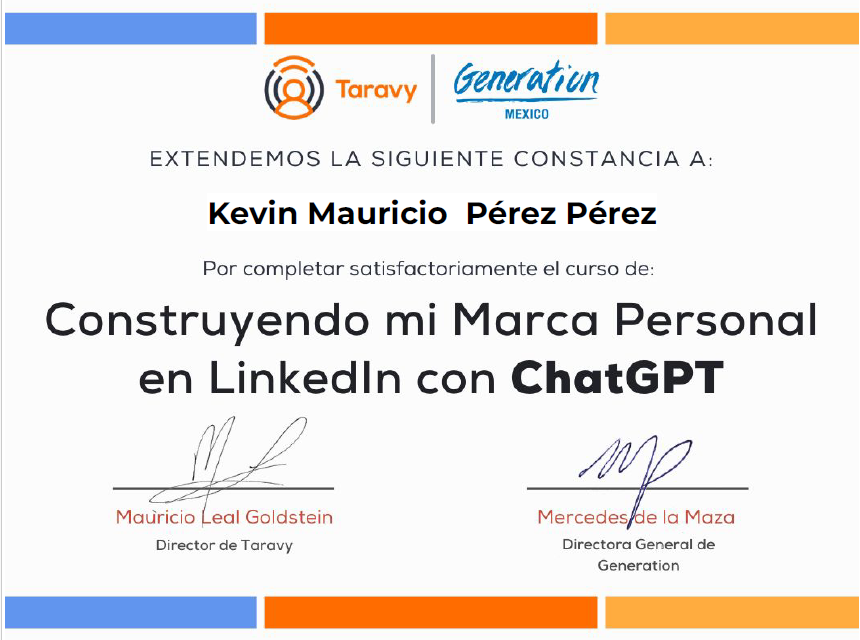 Taravy
Generation
MEXICO
EXTENDEMOS LA SIGUIENTE CONSTANCIA A:
Kevin Mauricio  Pérez Pérez
Por completar satisfactoriamente el curso de:
Construyendo mi Marca Personal
en LinkedIn con ChatGPT
Mauricio Leal Goldstein
Director de Taravy
Mercedes de la Maza
Directora General de
Generation